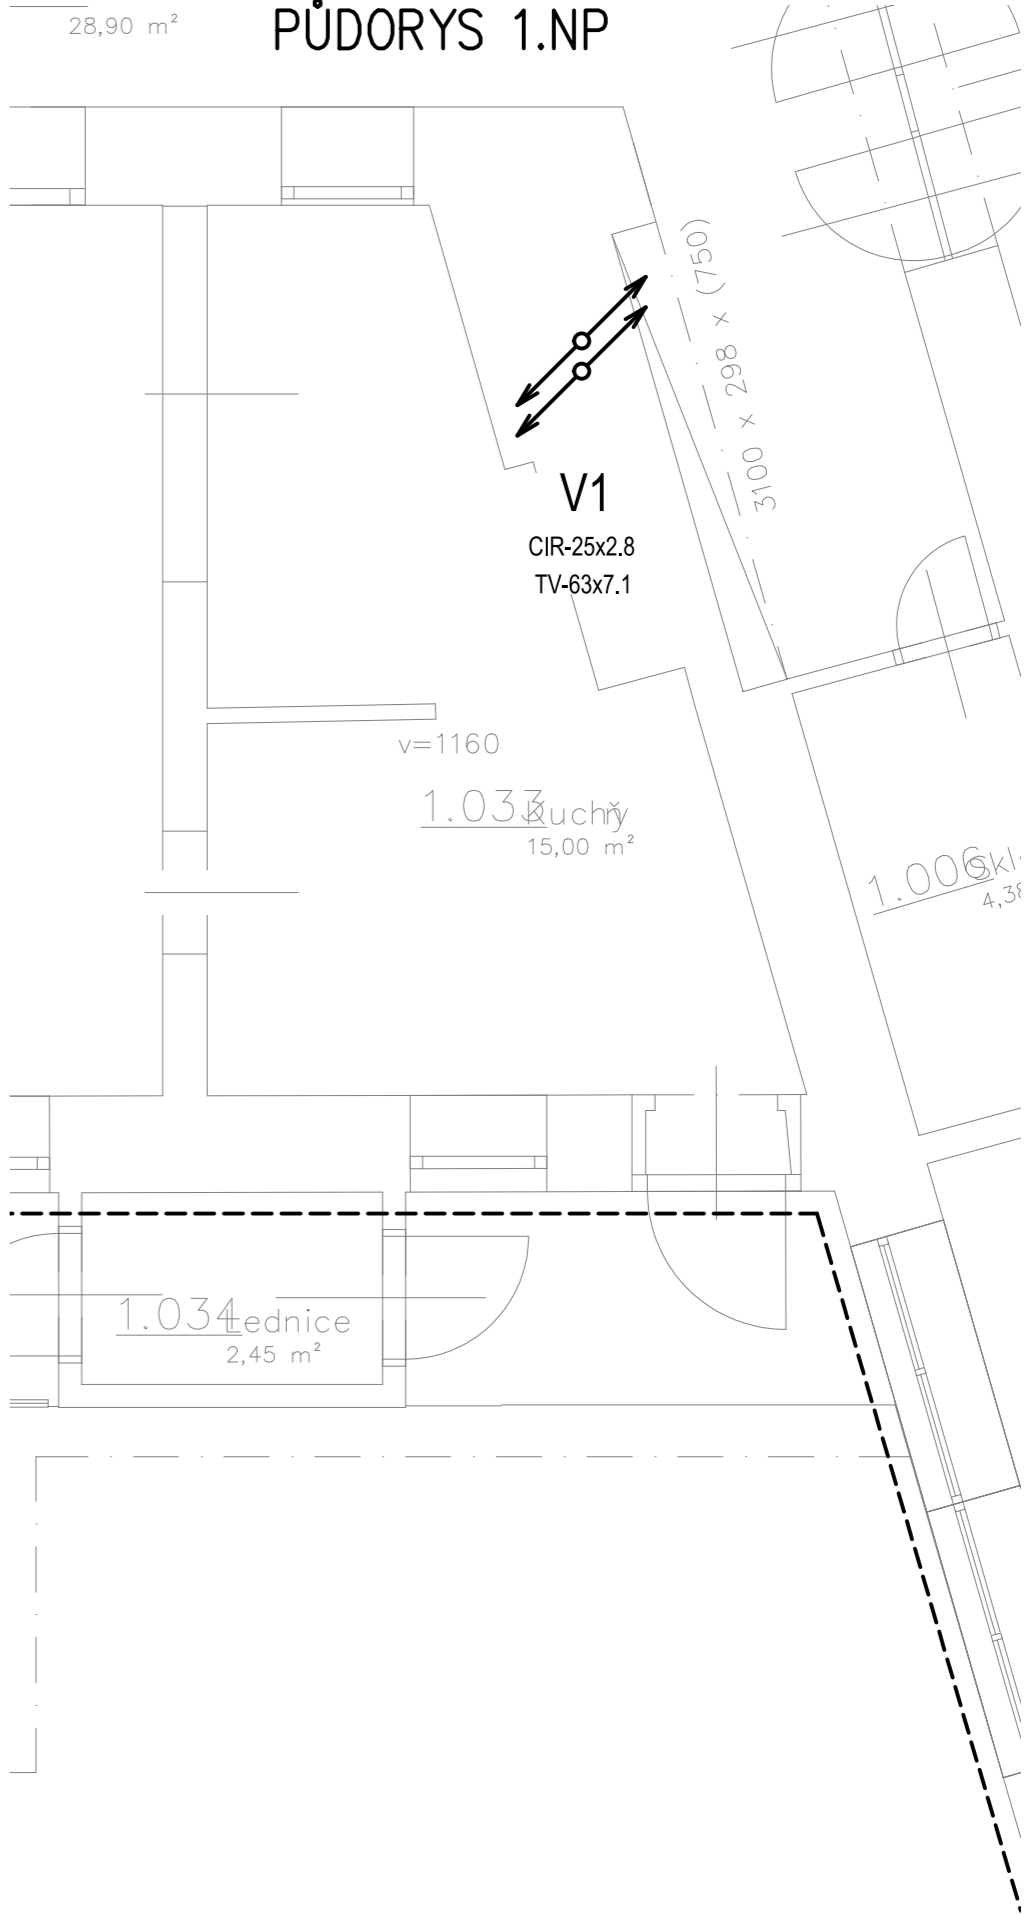 28,90 m²
PŮDORYS 1.NP
3100 x 298 x (750)
V1
CIR-25x2.8
TV-63x7.1
v=1160
1.033 Kuchň
15,00 m²
1.006
4,38
1.034 Lednice
2,45 m²